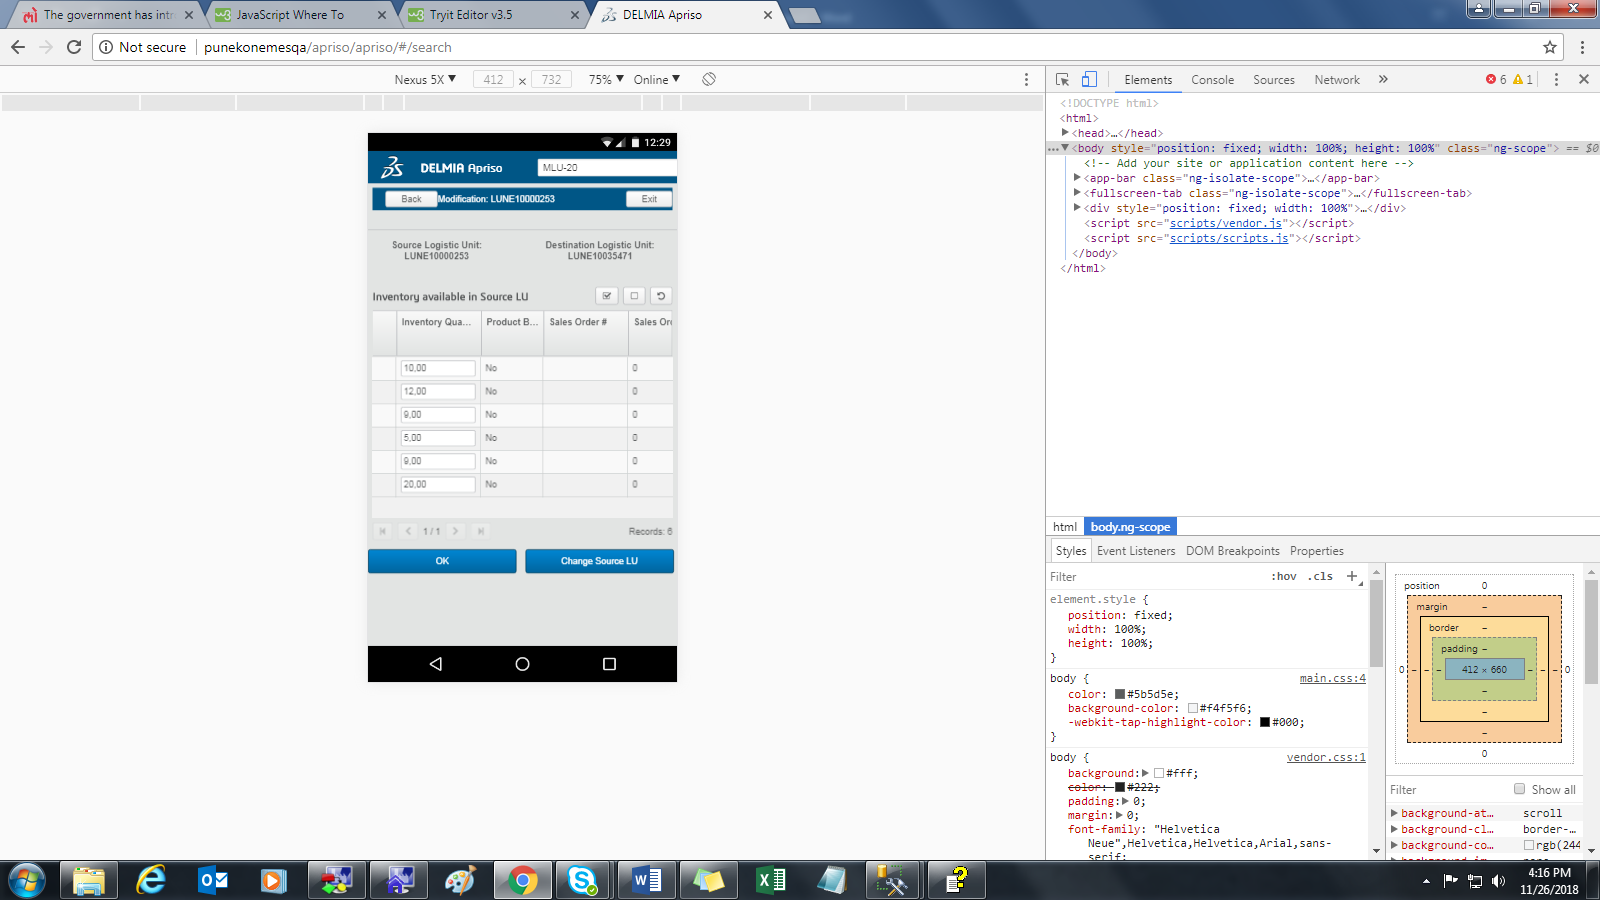 The government has intr
JavaScript Where To
Tryit Editor v3.5
DELMIA Apriso
Not secure punekonemesqa/apriso/apriso/#/search
Nexus 5X 412 x 732 75% Online
Elements Console Sources Network » 6 1
<!DOCTYPE html>
<html>
<head>…</head>
<body style="position: fixed; width: 100%; height: 100%" class="ng-scope"> == $0
<!-- Add your site or application content here -->
<app-bar class="ng-isolate-scope">…</app-bar>
<fullscreen-tab class="ng-isolate-scope">…</fullscreen-tab>
<div style="position: fixed; width: 100%">…</div>
<script src="scripts/vendor.js"></script>
<script src="scripts/scripts.js"></script>
</body>
</html>
12:29
DELMIA Apriso MLU-20
Back Modification: LUNE10000253 Exit
Source Logistic Unit: Destination Logistic Unit:
LUNE10000253 LUNE10035471
Inventory available in Source LU
Inventory Qua... Product B... Sales Order # Sales Or
10,00 No 0
12,00 No 0
9,00 No 0
5,00 No 0
9,00 No 0
20,00 No 0
1 / 1 Records: 6
OK Change Source LU
html body.ng-scope
Styles Event Listeners DOM Breakpoints Properties
Filter :hov .cls +
element.style {
position: fixed;
width: 100%;
height: 100%;
}
body { main.css:4
color: #5b5d5e;
background-color: #f4f5f6;
-webkit-tap-highlight-color: #000;
}
body { vendor.css:1
background: #fff;
color: #222;
padding: 0;
margin: 0;
font-family: "Helvetica
Neue",Helvetica,Helvetica,Arial,sans-
serif;
position 0
margin –
border –
padding –
0 – – – 412 × 660 – – – 0
–
–
–
0
Filter Show all
background-at… scroll
background-cl… border-…
background-co… rgb(244
4:16 PM
11/26/2018